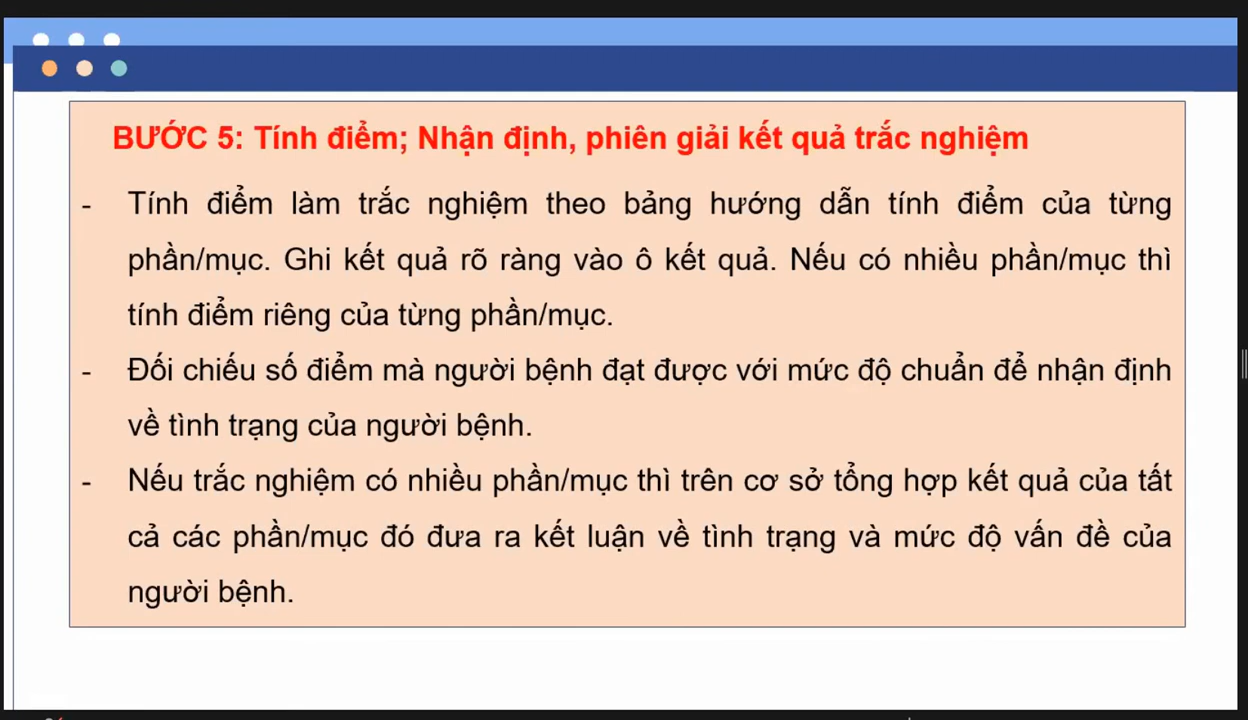 BƯỚC 5: Tính điểm; Nhận định, phiên giải kết quả trắc nghiệm
- Tính điểm làm trắc nghiệm theo bảng hướng dẫn tính điểm của từng
phần/mục. Ghi kết quả rõ ràng vào ô kết quả. Nếu có nhiều phần/mục thì
tính điểm riêng của từng phần/mục.
- Đối chiếu số điểm mà người bệnh đạt được với mức độ chuẩn để nhận định
về tình trạng của người bệnh.
- Nếu trắc nghiệm có nhiều phần/mục thì trên cơ sở tổng hợp kết quả của tất
cả các phần/mục đó đưa ra kết luận về tình trạng và mức độ vấn đề của
người bệnh.